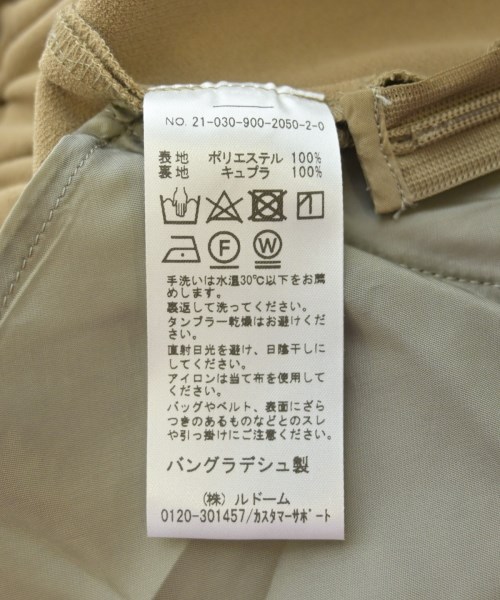 NO. 21-030-900-2050-2-0
表地 ポリエステル 100%
裏地 キュプラ 100%
F W
手洗いは水温30℃以下をお薦
めします。
裏返して洗ってください。
タンブラー乾燥はお避けくだ
さい。
直射日光を避け、日陰干しに
してください。
アイロンは当て布を使用して
ください。
バッグやベルト、表面にざら
つきのあるものなどとのスレ
や引っ掛けにご注意ください。
バングラデシュ製
(株) ルドーム
0120-301457/カスタマーサポート